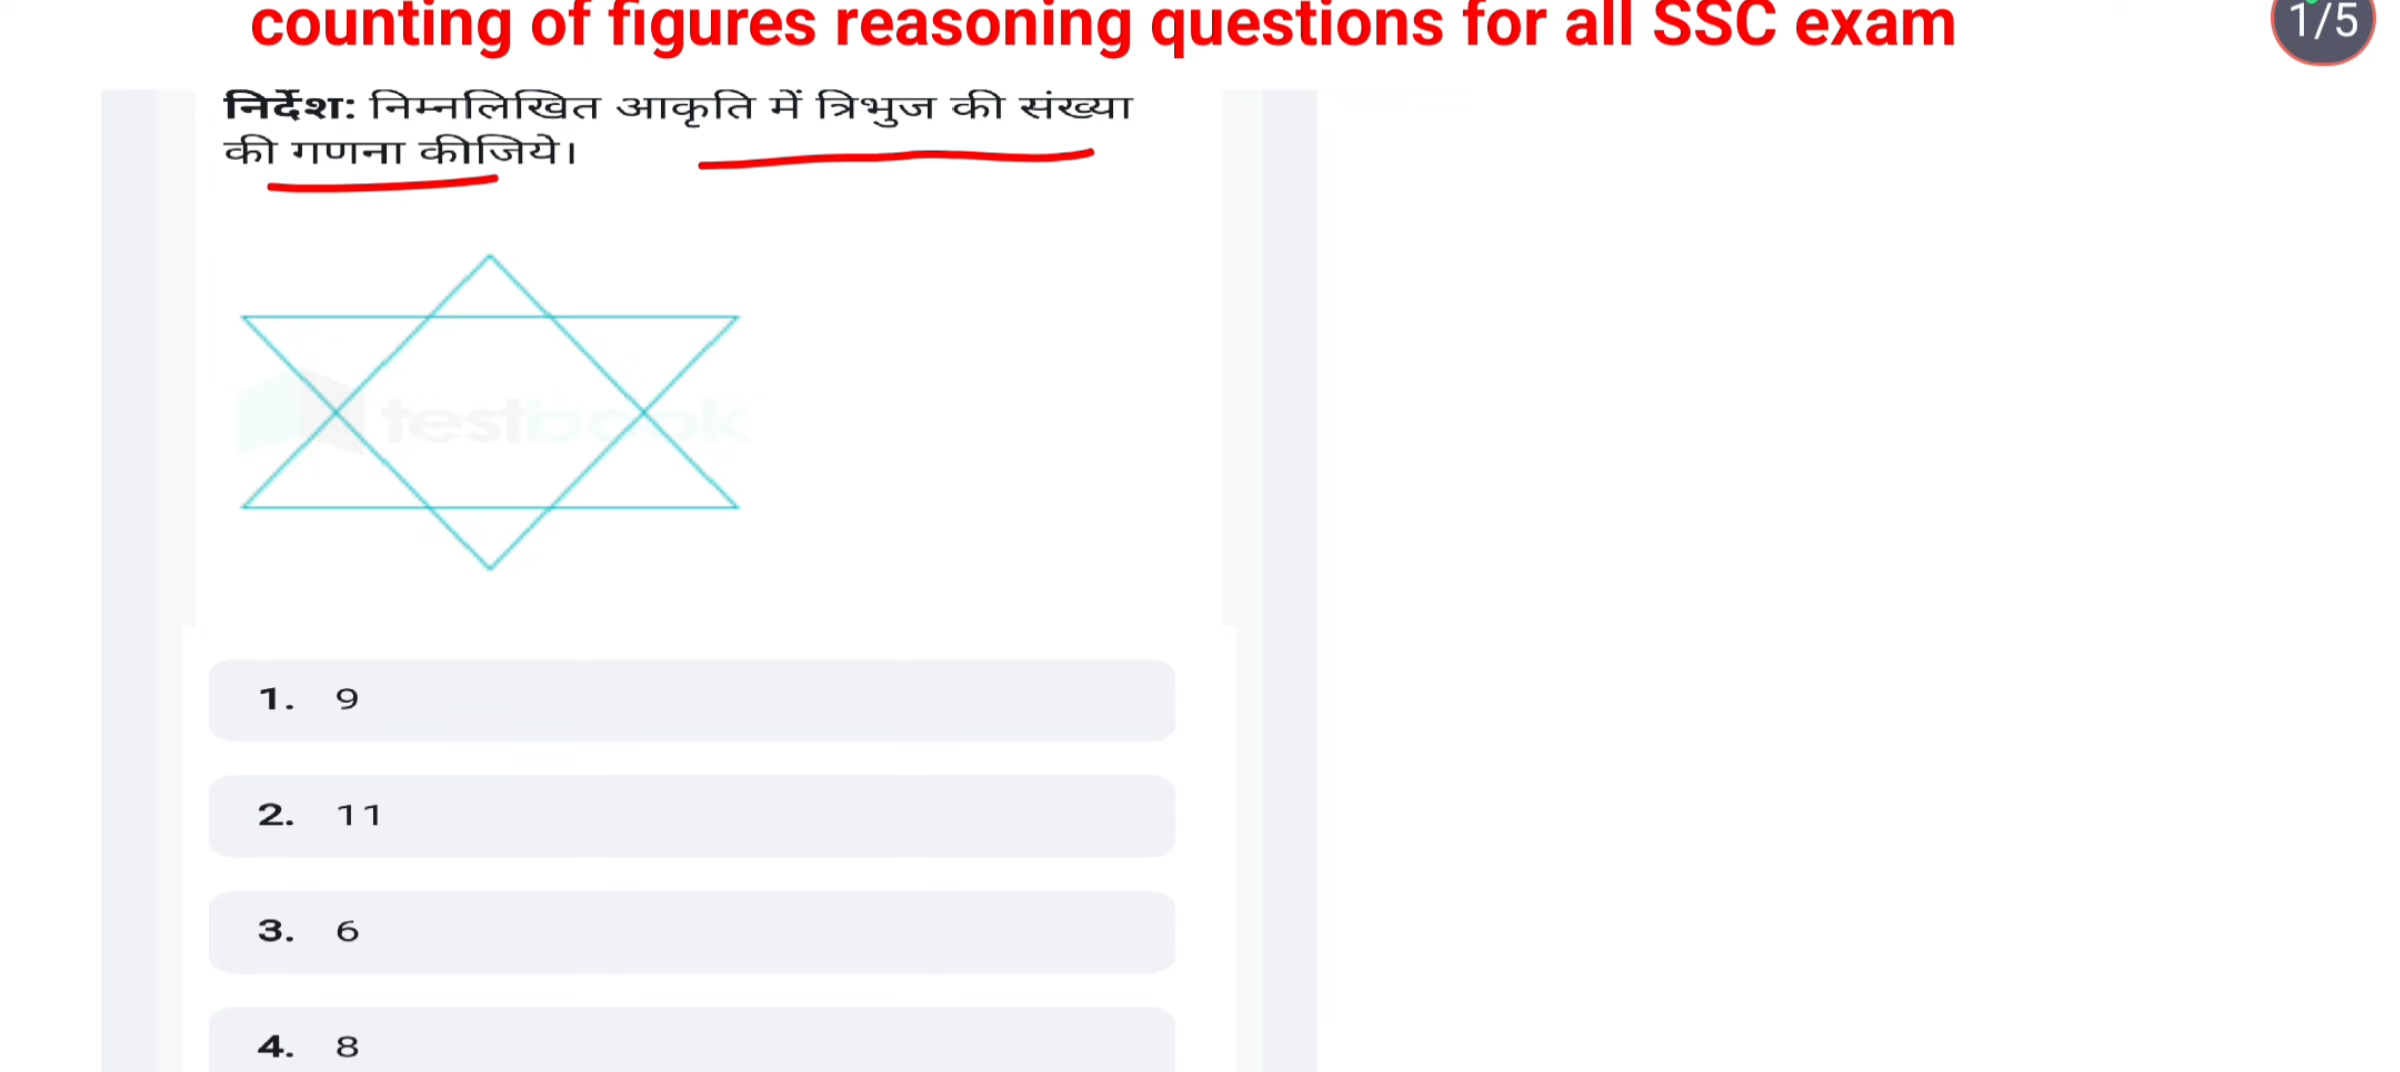 counting of figures reasoning questions for all SSC exam
1/5
निर्देश: निम्नलिखित आकृति में त्रिभुज की संख्या
की गणना कीजिये।
testbook
1. 9
2. 11
3. 6
4. 8